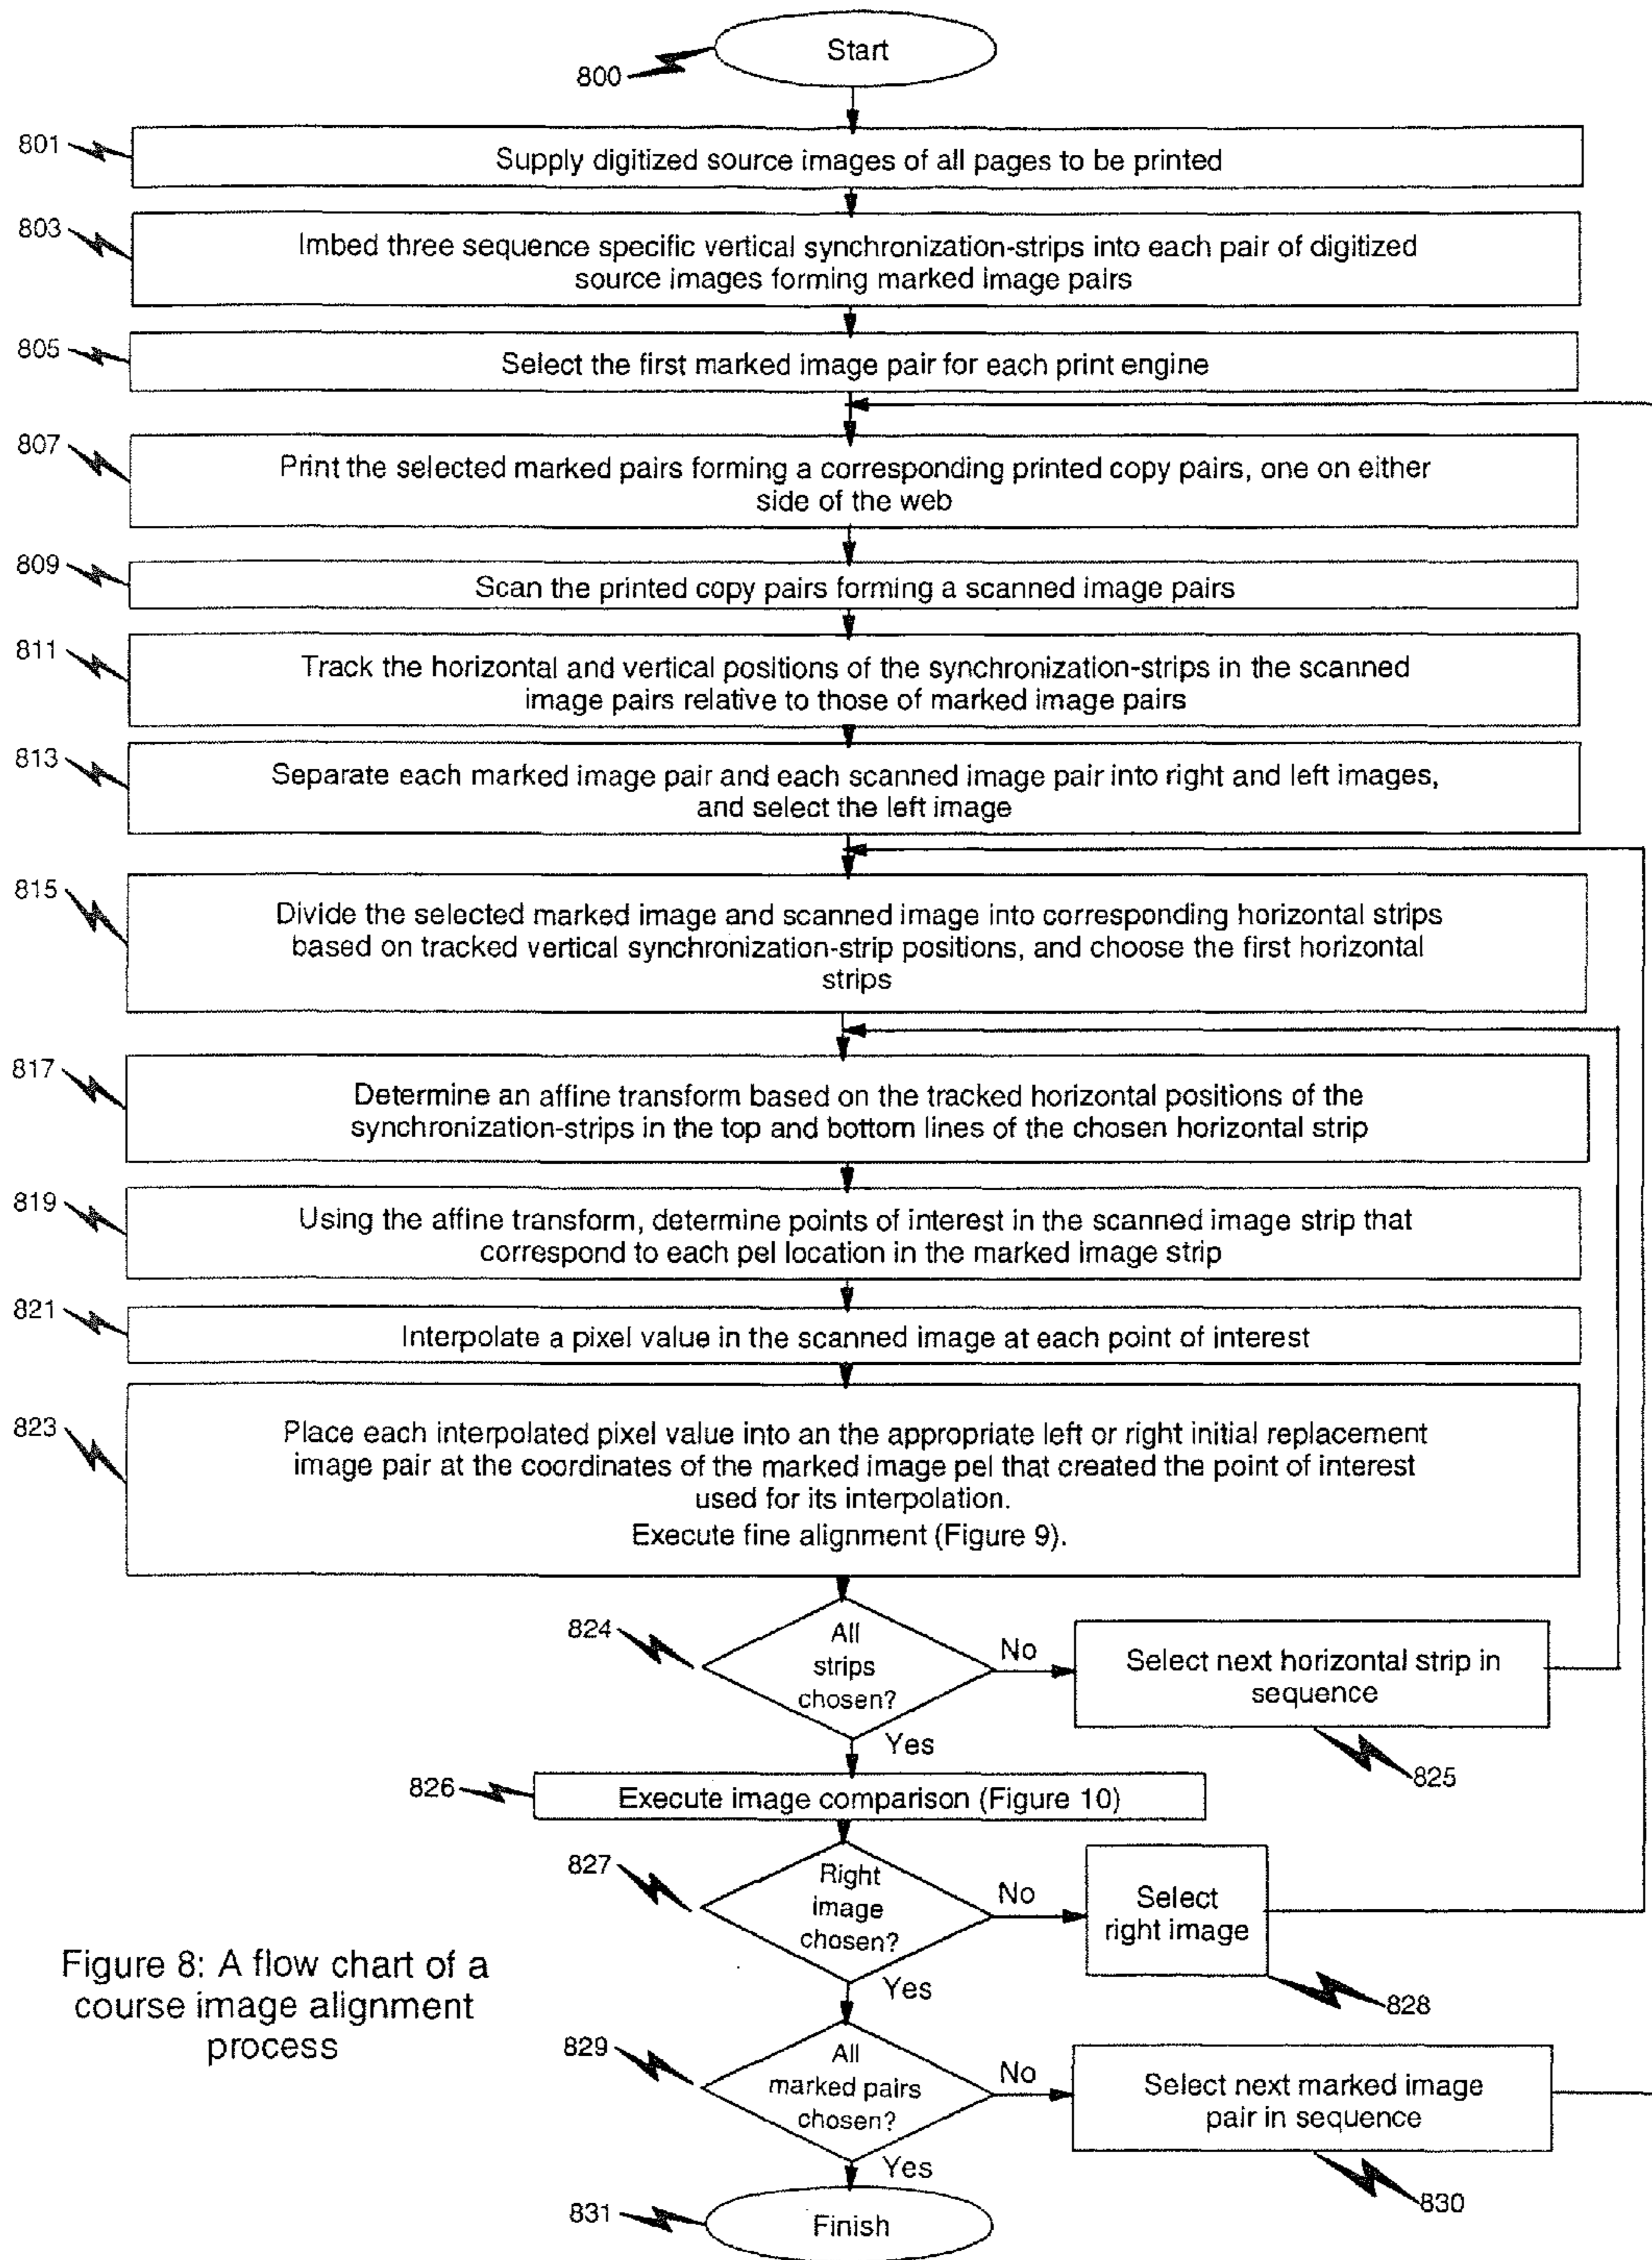 Start
800
801
Supply digitized source images of all pages to be printed
803
Imbed three sequence specific vertical synchronization-strips into each pair of digitized
source images forming marked image pairs
805
Select the first marked image pair for each print engine
807
Print the selected marked pairs forming a corresponding printed copy pairs, one on either
side of the web
809
Scan the printed copy pairs forming a scanned image pairs
811
Track the horizontal and vertical positions of the synchronization-strips in the scanned
image pairs relative to those of marked image pairs
813
Separate each marked image pair and each scanned image pair into right and left images,
and select the left image
815
Divide the selected marked image and scanned image into corresponding horizontal strips
based on tracked vertical synchronization-strip positions, and choose the first horizontal
strips
817
Determine an affine transform based on the tracked horizontal positions of the
synchronization-strips in the top and bottom lines of the chosen horizontal strip
819
Using the affine transform, determine points of interest in the scanned image strip that
correspond to each pel location in the marked image strip
821
Interpolate a pixel value in the scanned image at each point of interest
823
Place each interpolated pixel value into an the appropriate left or right initial replacement
image pair at the coordinates of the marked image pel that created the point of interest
used for its interpolation.
Execute fine alignment (Figure 9).
824
All
strips
chosen?
No
Select next horizontal strip in
sequence
825
Yes
826
Execute image comparison (Figure 10)
827
Right
image
chosen?
No
Select
right image
828
Yes
Figure 8: A flow chart of a
course image alignment
process
829
All
marked pairs
chosen?
No
Select next marked image
pair in sequence
830
Yes
831
Finish